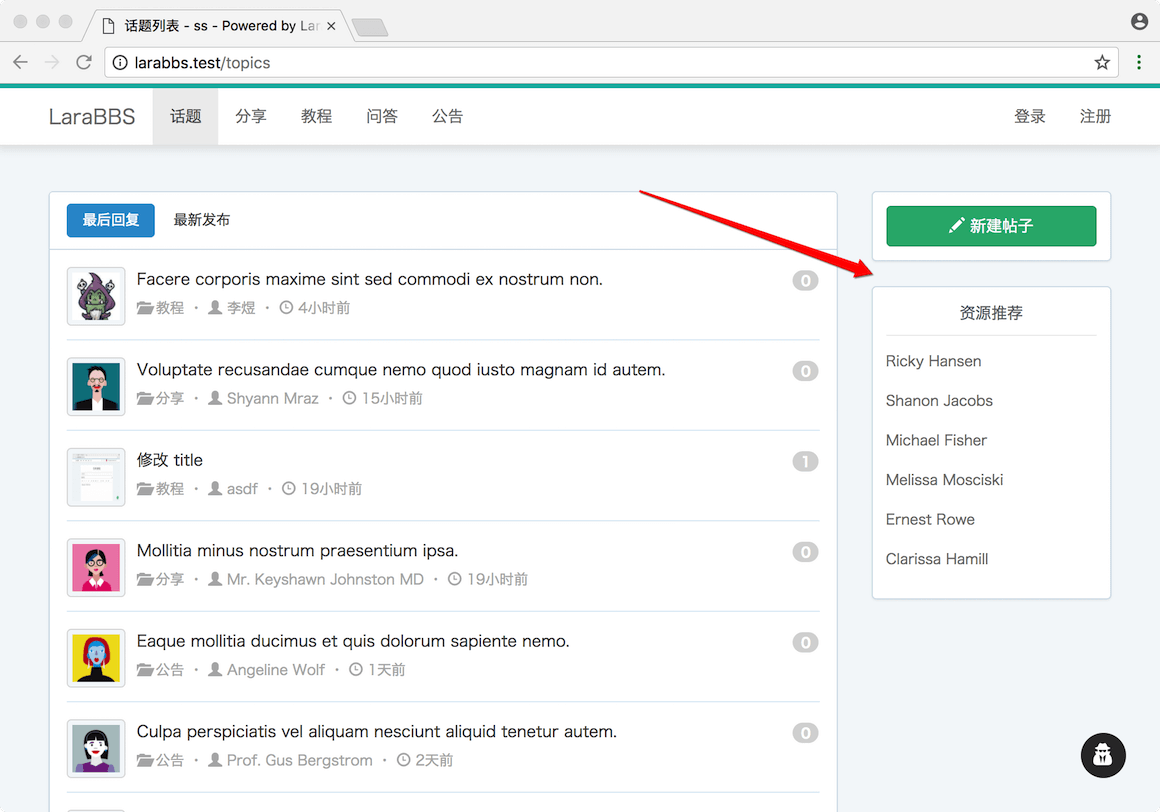 话题列表 - ss - Powered by Lar
larabbs.test/topics
LaraBBS 话题 分享 教程 问答 公告 登录 注册
最后回复 最新发布
Facere corporis maxime sint sed commodi ex nostrum non. 0
教程 · 李煜 · 4小时前
Voluptate recusandae cumque nemo quod iusto magnam id autem. 0
分享 · Shyann Mraz · 15小时前
修改 title 1
教程 · asdf · 19小时前
Mollitia minus nostrum praesentium ipsa. 0
分享 · Mr. Keyshawn Johnston MD · 19小时前
Eaque mollitia ducimus et quis dolorum sapiente nemo. 0
公告 · Angeline Wolf · 1天前
Culpa perspiciatis vel aliquam nesciunt aliquid tenetur autem. 0
公告 · Prof. Gus Bergstrom · 2天前
新建帖子
资源推荐
Ricky Hansen
Shanon Jacobs
Michael Fisher
Melissa Mosciski
Ernest Rowe
Clarissa Hamill